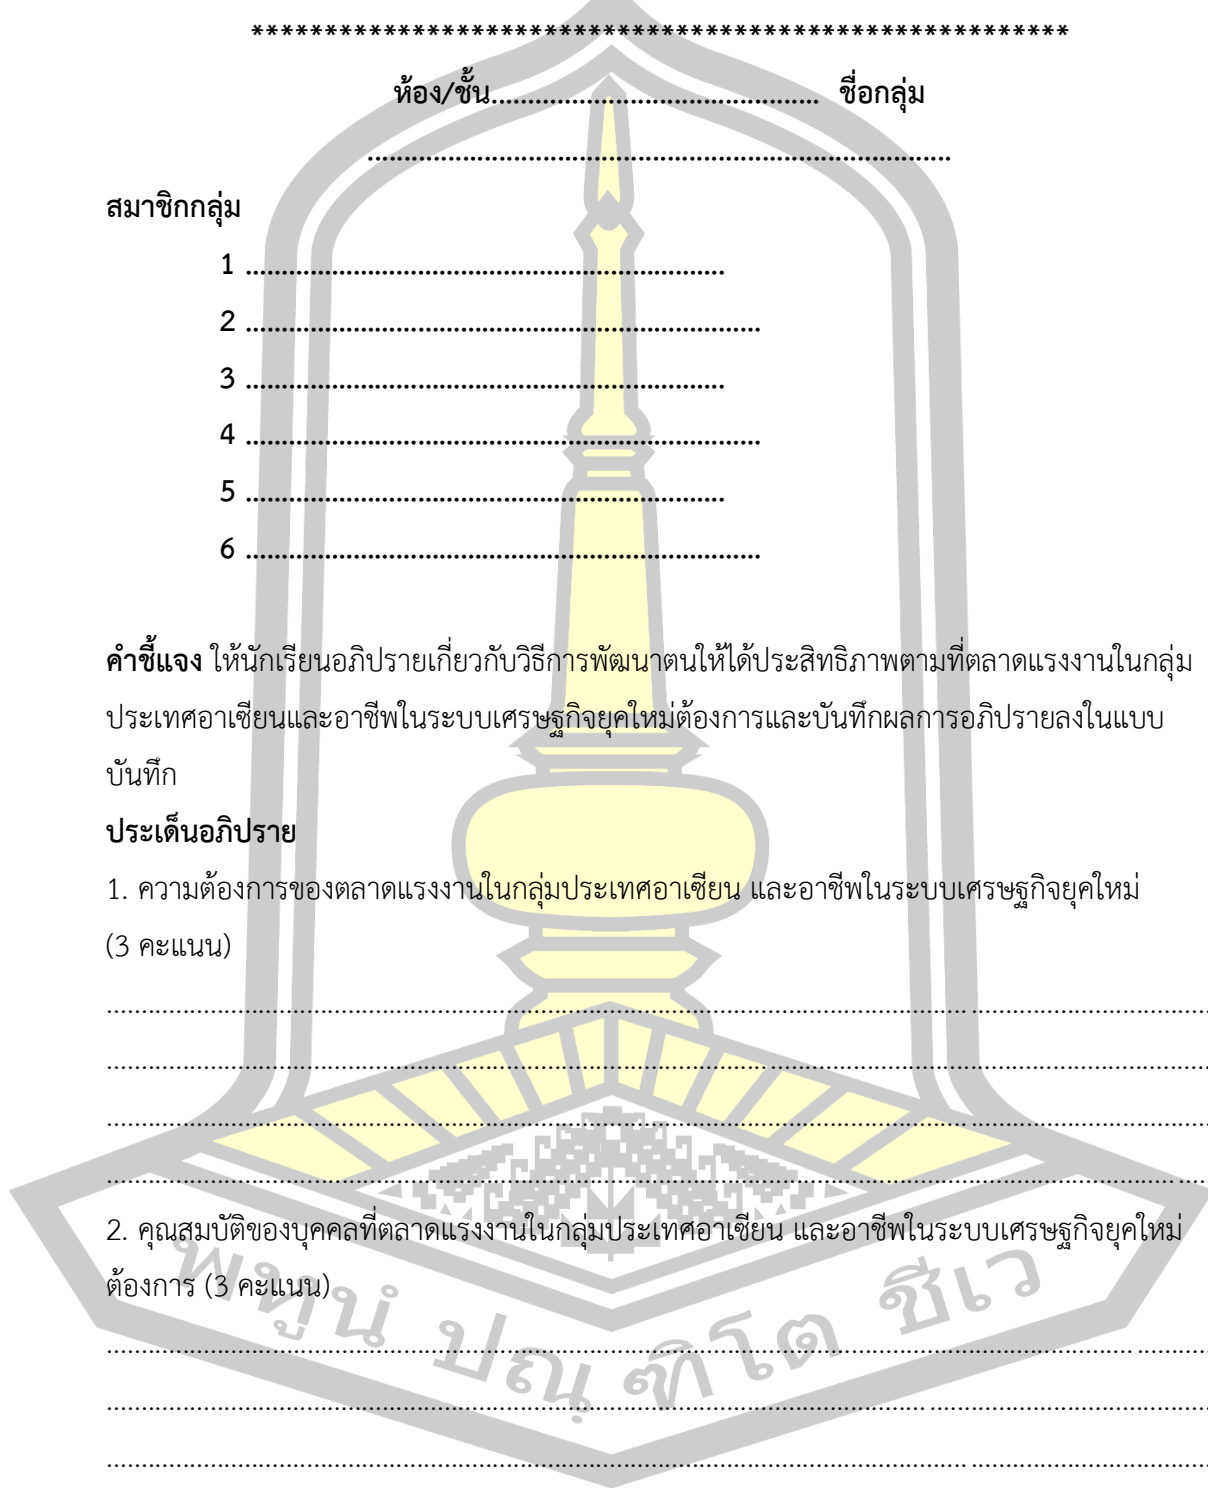 ********************************************************
ห้อง/ชั้น............................................. ชื่อกลุ่ม
................................................................................
สมาชิกกลุ่ม
1 ..................................................................
2 .......................................................................
3 ..................................................................
4 .......................................................................
5 ..................................................................
6 .......................................................................
คำชี้แจง ให้นักเรียนอภิปรายเกี่ยวกับวิธีการพัฒนาตนให้ได้ประสิทธิภาพตามที่ตลาดแรงงานในกลุ่ม
ประเทศอาเซียนและอาชีพในระบบเศรษฐกิจยุคใหม่ต้องการและบันทึกผลการอภิปรายลงในแบบ
บันทึก
ประเด็นอภิปราย
1. ความต้องการของตลาดแรงงานในกลุ่มประเทศอาเซียน และอาชีพในระบบเศรษฐกิจยุคใหม่
(3 คะแนน)
........................................................................................................................
........................................................................................................................
........................................................................................................................
........................................................................................................................
2. คุณสมบัติของบุคคลที่ตลาดแรงงานในกลุ่มประเทศอาเซียน และอาชีพในระบบเศรษฐกิจยุคใหม่
ต้องการ (3 คะแนน)
........................................................................................................................
........................................................................................................................
........................................................................................................................
พหูนํ ปณฺฑิโต ชีเว